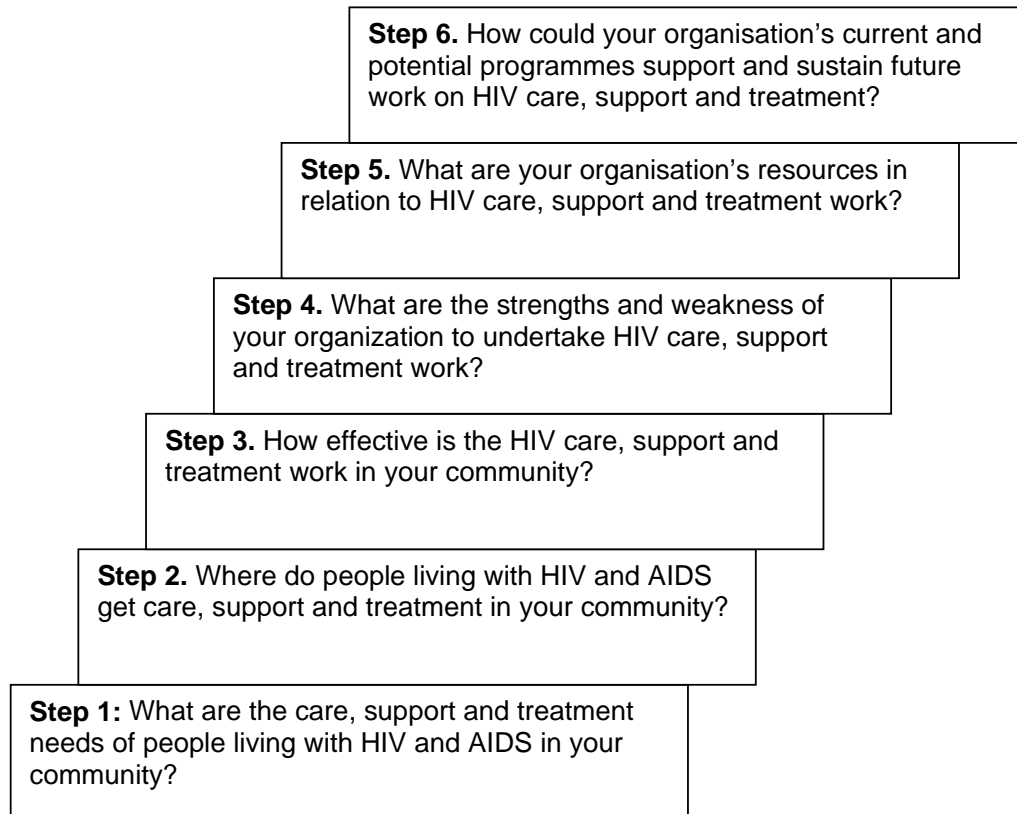 Step 6. How could your organisation’s current and
potential programmes support and sustain future
work on HIV care, support and treatment?
Step 5. What are your organisation’s resources in
relation to HIV care, support and treatment work?
Step 4. What are the strengths and weakness of
your organization to undertake HIV care, support
and treatment work?
Step 3. How effective is the HIV care, support and
treatment work in your community?
Step 2. Where do people living with HIV and AIDS
get care, support and treatment in your community?
Step 1: What are the care, support and treatment
needs of people living with HIV and AIDS in your
community?